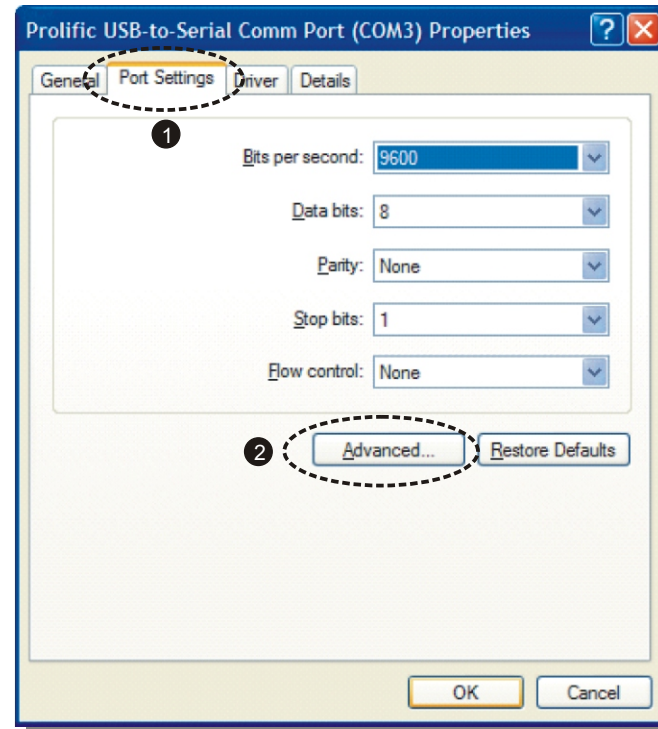 Prolific USB-to-Serial Comm Port (COM3) Properties
General Port Settings Driver Details
1
Bits per second: 9600
Data bits: 8
Parity: None
Stop bits: 1
Flow control: None
2 Advanced... Restore Defaults
OK Cancel